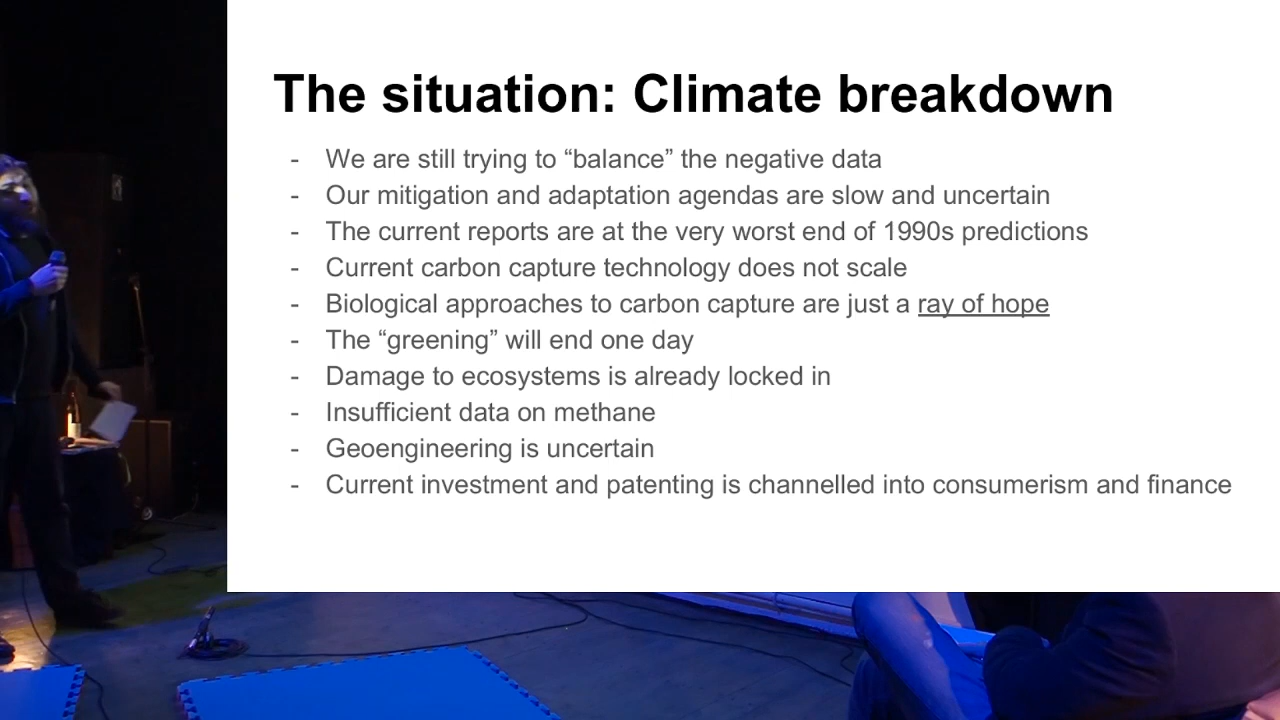 The situation: Climate breakdown
- We are still trying to “balance” the negative data
- Our mitigation and adaptation agendas are slow and uncertain
- The current reports are at the very worst end of 1990s predictions
- Current carbon capture technology does not scale
- Biological approaches to carbon capture are just a ray of hope
- The “greening” will end one day
- Damage to ecosystems is already locked in
- Insufficient data on methane
- Geoengineering is uncertain
- Current investment and patenting is channelled into consumerism and finance